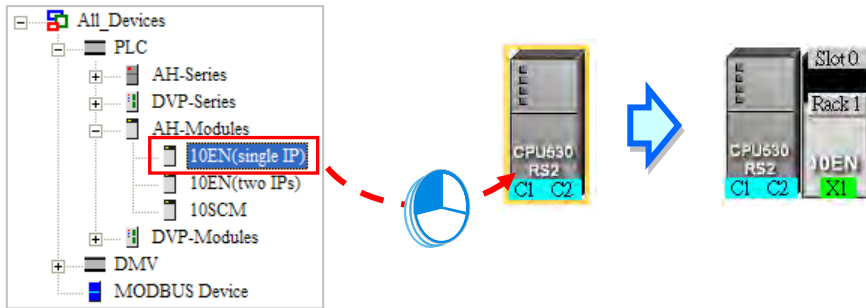 All_Devices
PLC
AH-Series
DVP-Series
AH-Modules
10EN(single IP)
10EN(two IPs)
10SCM
DVP-Modules
DMV
MODBUS Device
CPU530
RS2
C1 C2
CPU530
RS2
C1 C2
Slot 0
Rack 1
10EN
X1